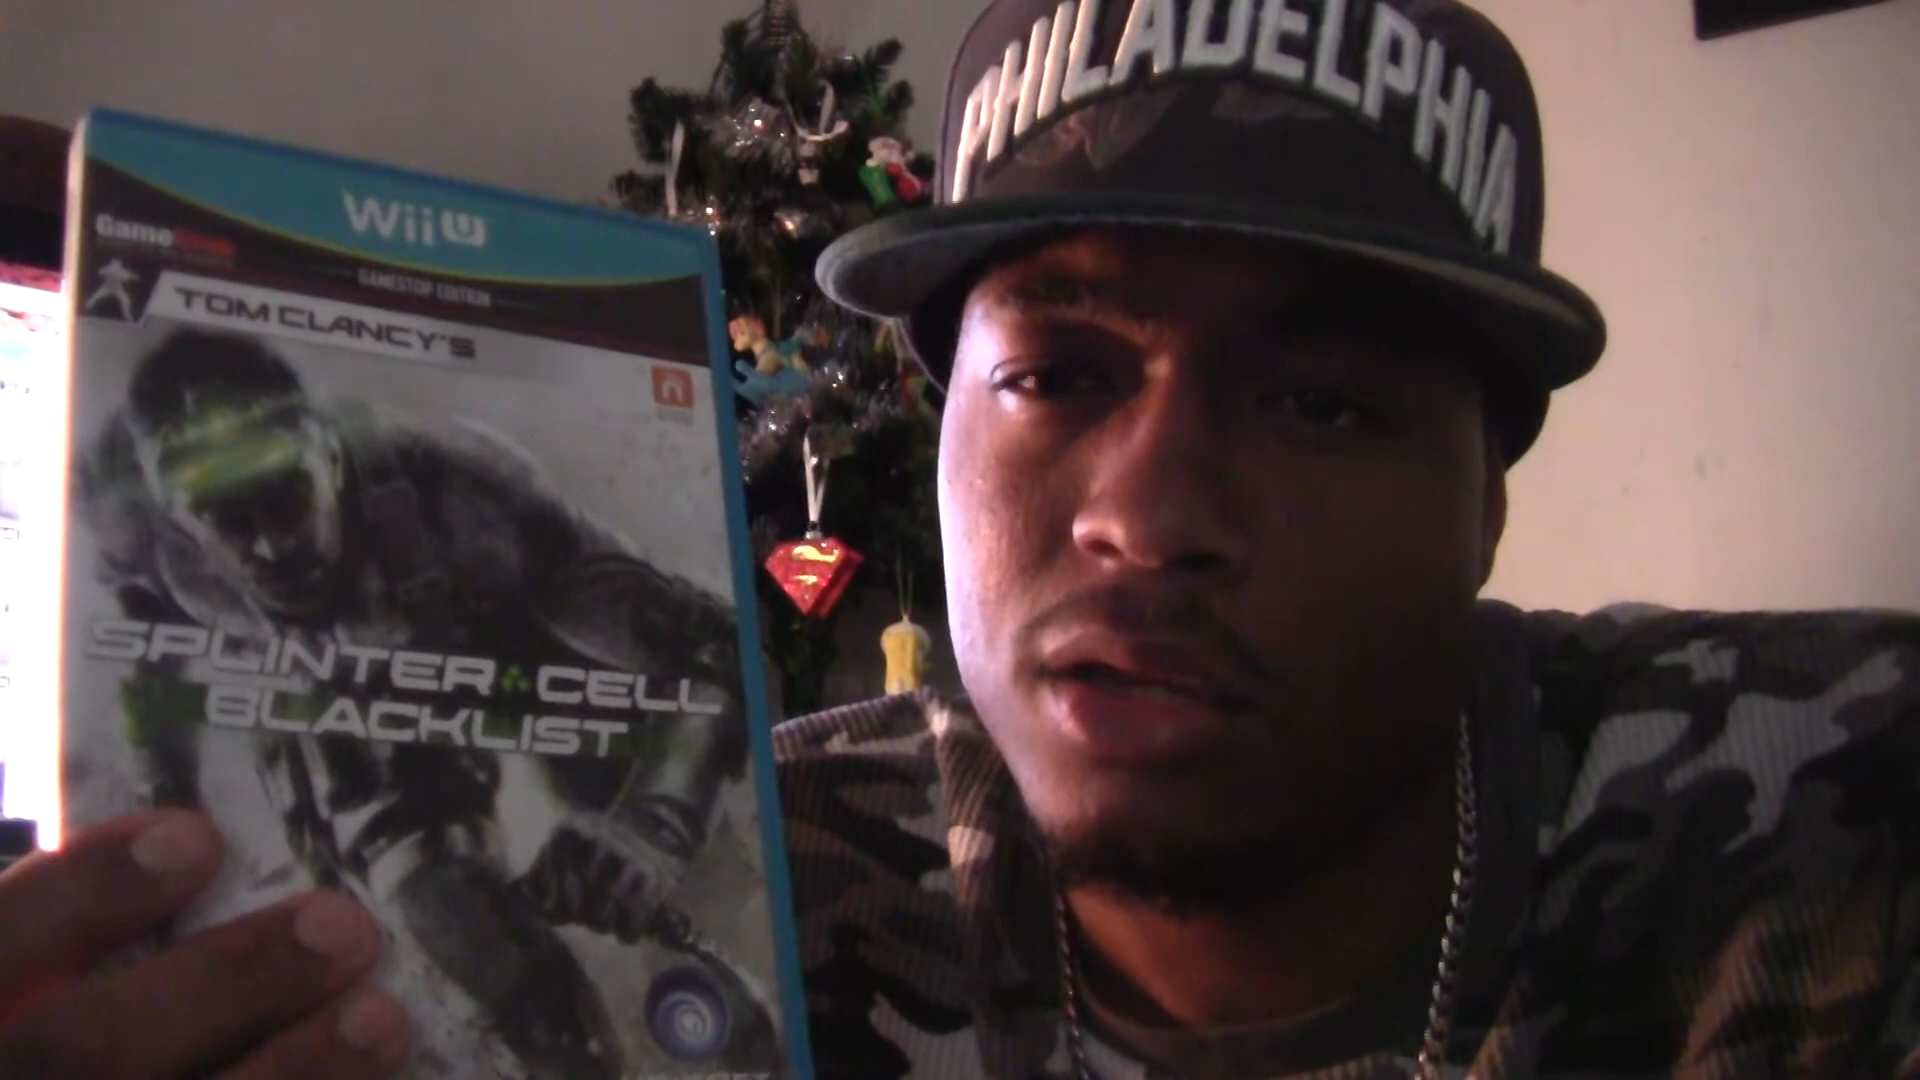 PHILADELPHIA
Wii U
GameStop
GAMESTOP EDITION
TOM CLANCY'S
SPLINTER CELL
BLACKLIST